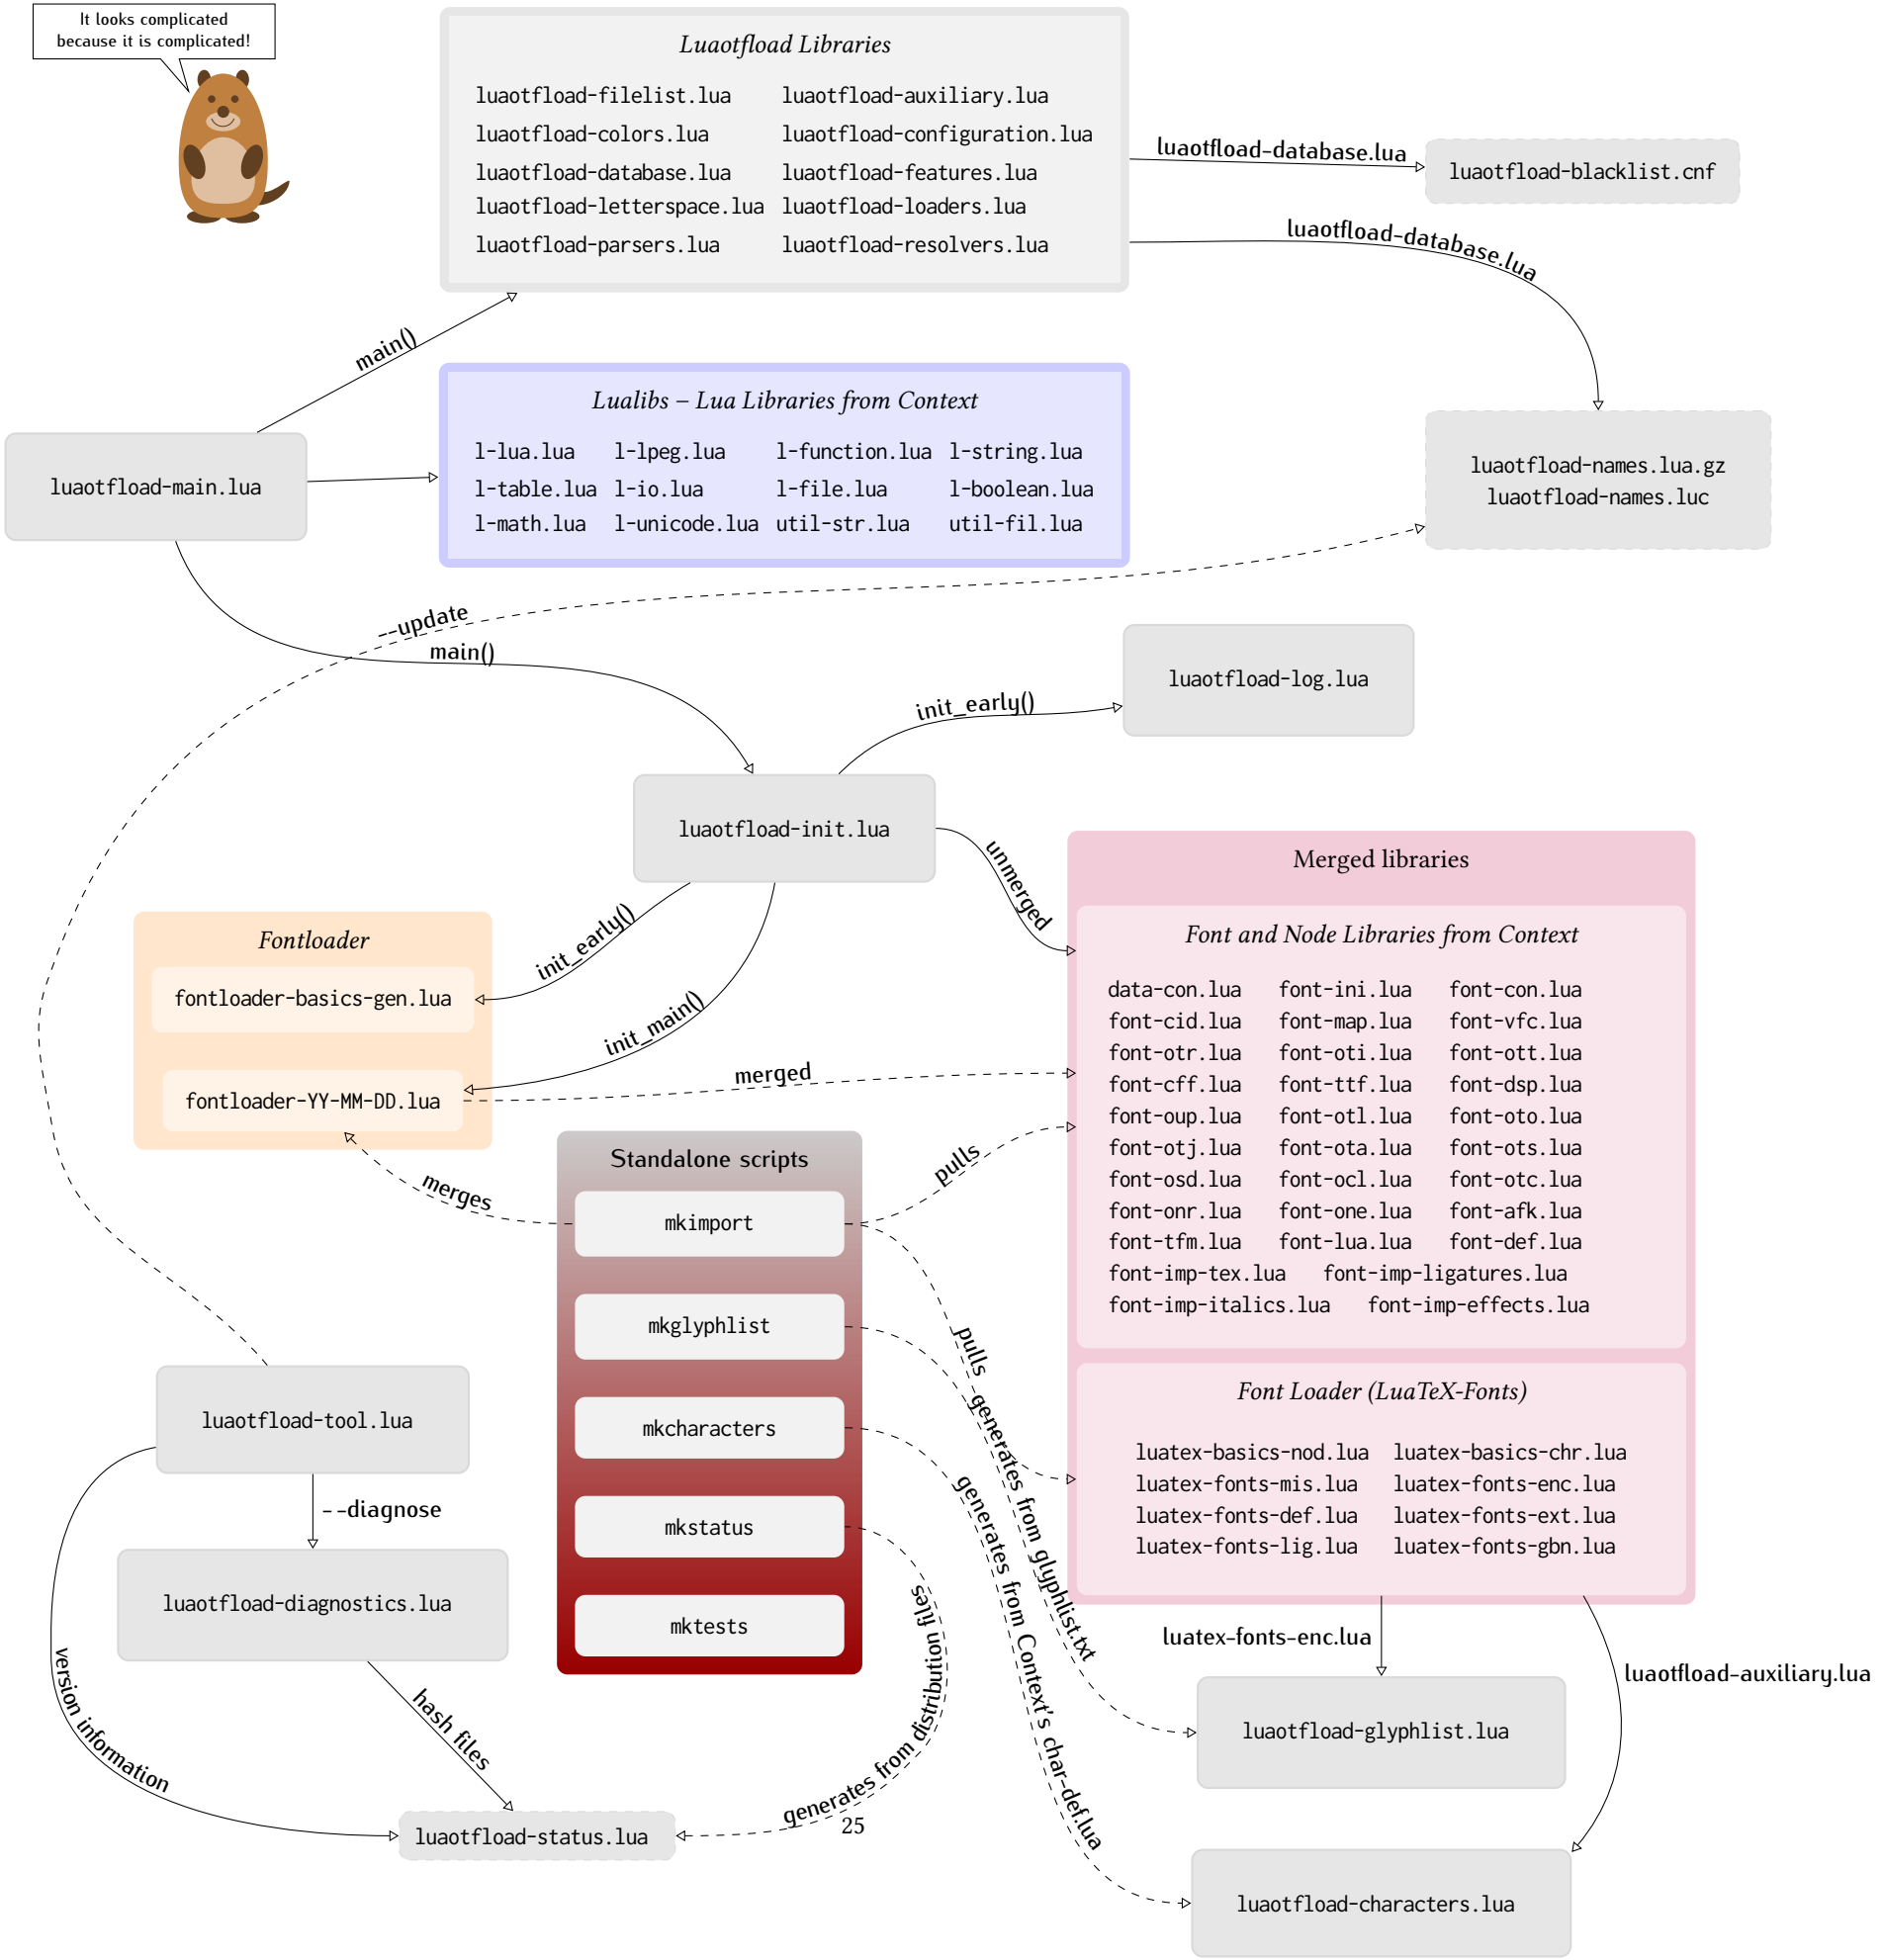 It looks complicated
because it is complicated!
Luaotfload Libraries
luaotfload-filelist.lua luaotfload-auxiliary.lua
luaotfload-colors.lua luaotfload-configuration.lua
luaotfload-database.lua luaotfload-features.lua
luaotfload-letterspace.lua luaotfload-loaders.lua
luaotfload-parsers.lua luaotfload-resolvers.lua
luaotfload-database.lua
luaotfload-blacklist.cnf
luaotfload-database.lua
main()
Lualibs – Lua Libraries from Context
l-lua.lua l-lpeg.lua l-function.lua l-string.lua
l-table.lua l-io.lua l-file.lua l-boolean.lua
l-math.lua l-unicode.lua util-str.lua util-fil.lua
luaotfload-main.lua
luaotfload-names.lua.gz
luaotfload-names.luc
--update
main()
luaotfload-log.lua
init_early()
luaotfload-init.lua
unmerged
Merged libraries
Font and Node Libraries from Context
data-con.lua font-ini.lua font-con.lua
font-cid.lua font-map.lua font-vfc.lua
font-otr.lua font-oti.lua font-ott.lua
font-cff.lua font-ttf.lua font-dsp.lua
font-oup.lua font-otl.lua font-oto.lua
font-otj.lua font-ota.lua font-ots.lua
font-osd.lua font-ocl.lua font-otc.lua
font-onr.lua font-one.lua font-afk.lua
font-tfm.lua font-lua.lua font-def.lua
font-imp-tex.lua font-imp-ligatures.lua
font-imp-italics.lua font-imp-effects.lua
Fontloader
fontloader-basics-gen.lua
fontloader-YY-MM-DD.lua
init_early()
init_main()
merged
merges
pulls
Standalone scripts
mkimport
mkglyphlist
mkcharacters
mkstatus
mktests
pulls
generates from glyphlist.txt
generates from Context's char-def.lua
generates from distribution files
Font Loader (LuaTeX-Fonts)
luatex-basics-nod.lua luatex-basics-chr.lua
luatex-fonts-mis.lua luatex-fonts-enc.lua
luatex-fonts-def.lua luatex-fonts-ext.lua
luatex-fonts-lig.lua luatex-fonts-gbn.lua
luaotfload-tool.lua
--diagnose
luaotfload-diagnostics.lua
version information
hash files
luaotfload-status.lua
25
luatex-fonts-enc.lua
luaotfload-auxiliary.lua
luaotfload-glyphlist.lua
luaotfload-characters.lua